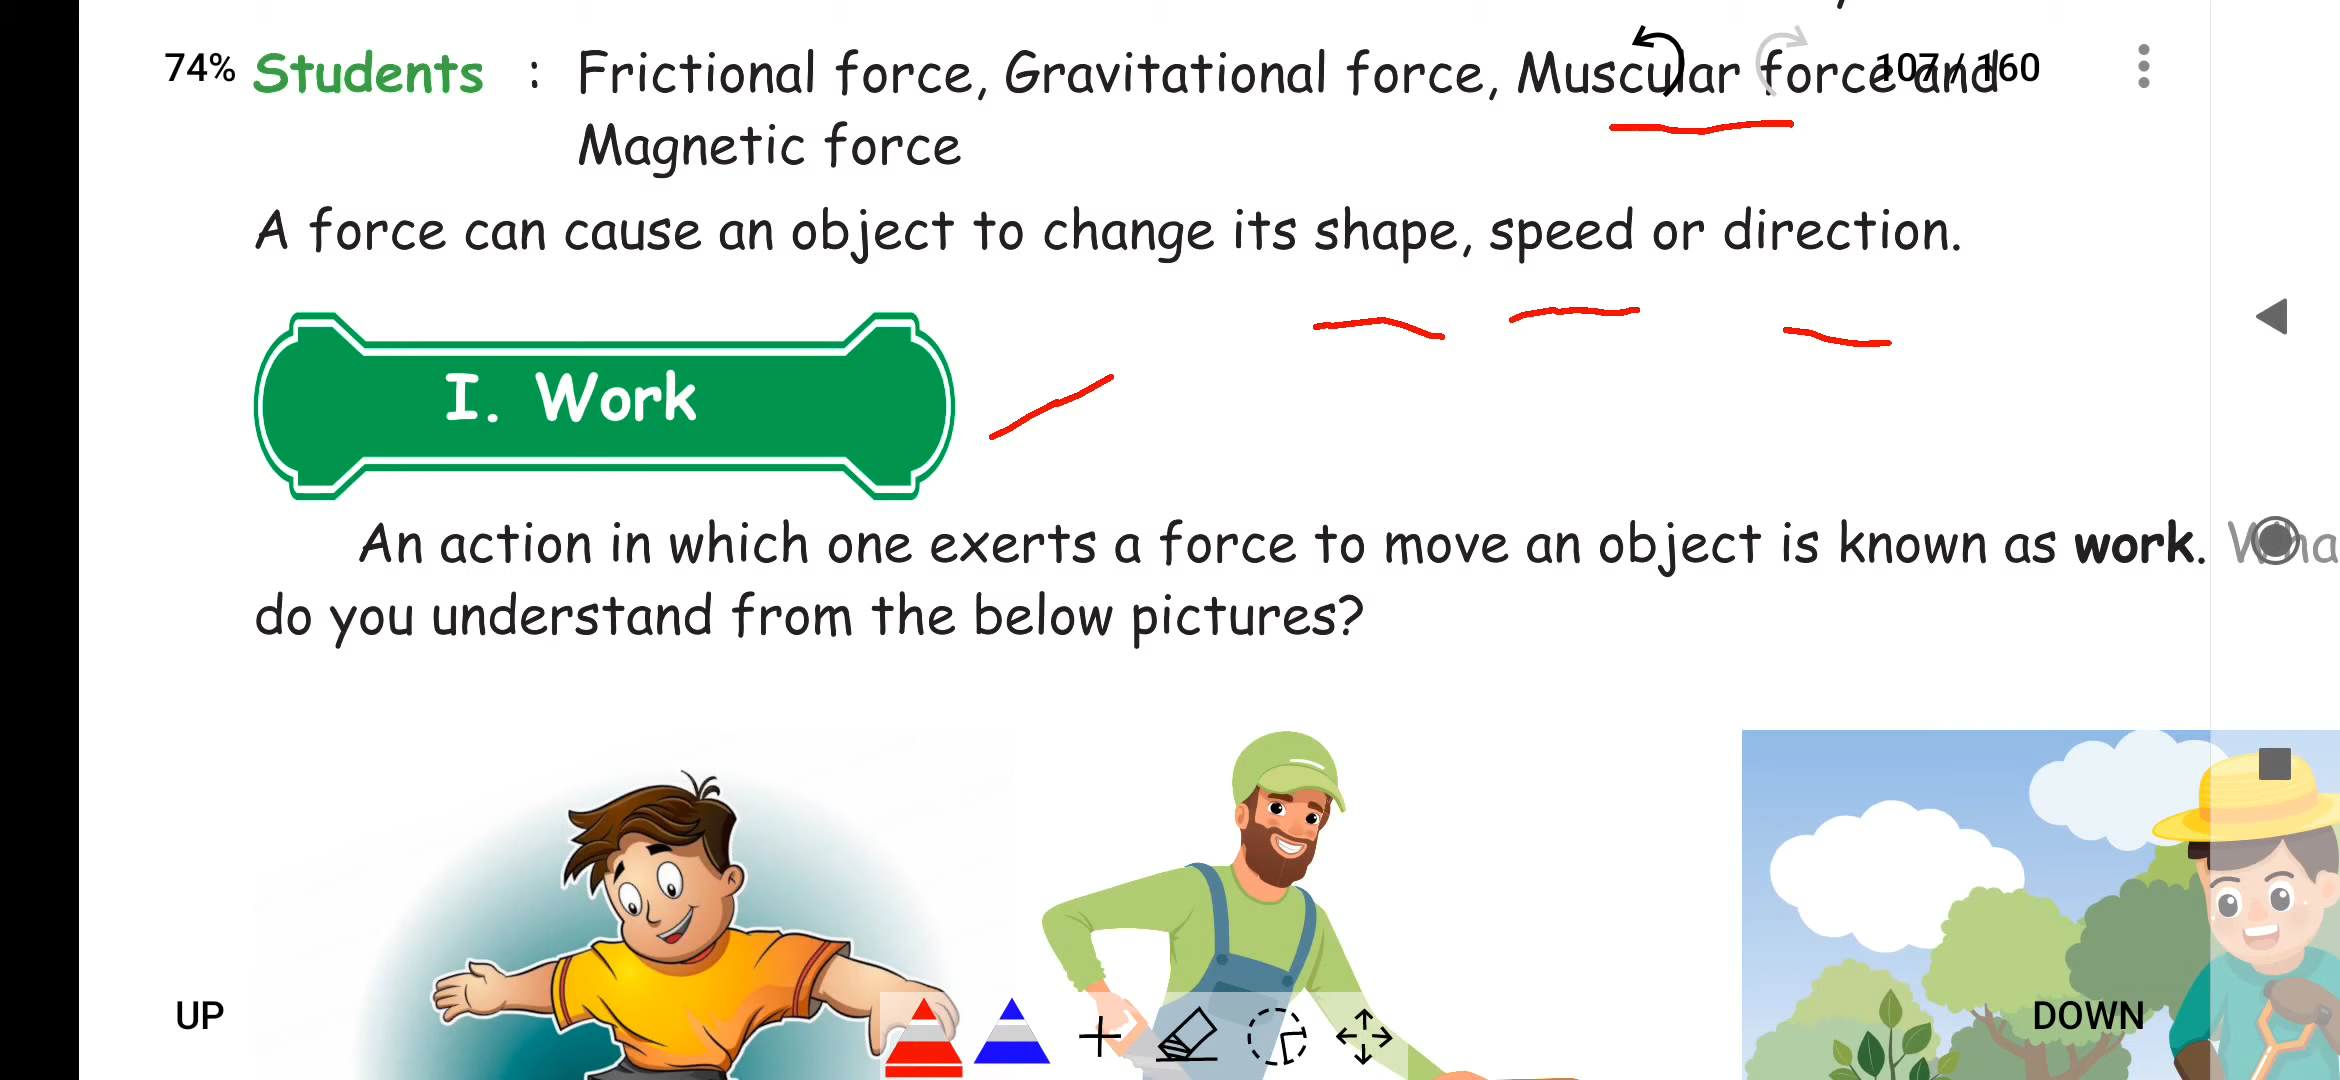 74% Students : Frictional force, Gravitational force, Muscular force and 107 / 160
Magnetic force
A force can cause an object to change its shape, speed or direction.
I. Work
An action in which one exerts a force to move an object is known as work.
do you understand from the below pictures?
UP
DOWN